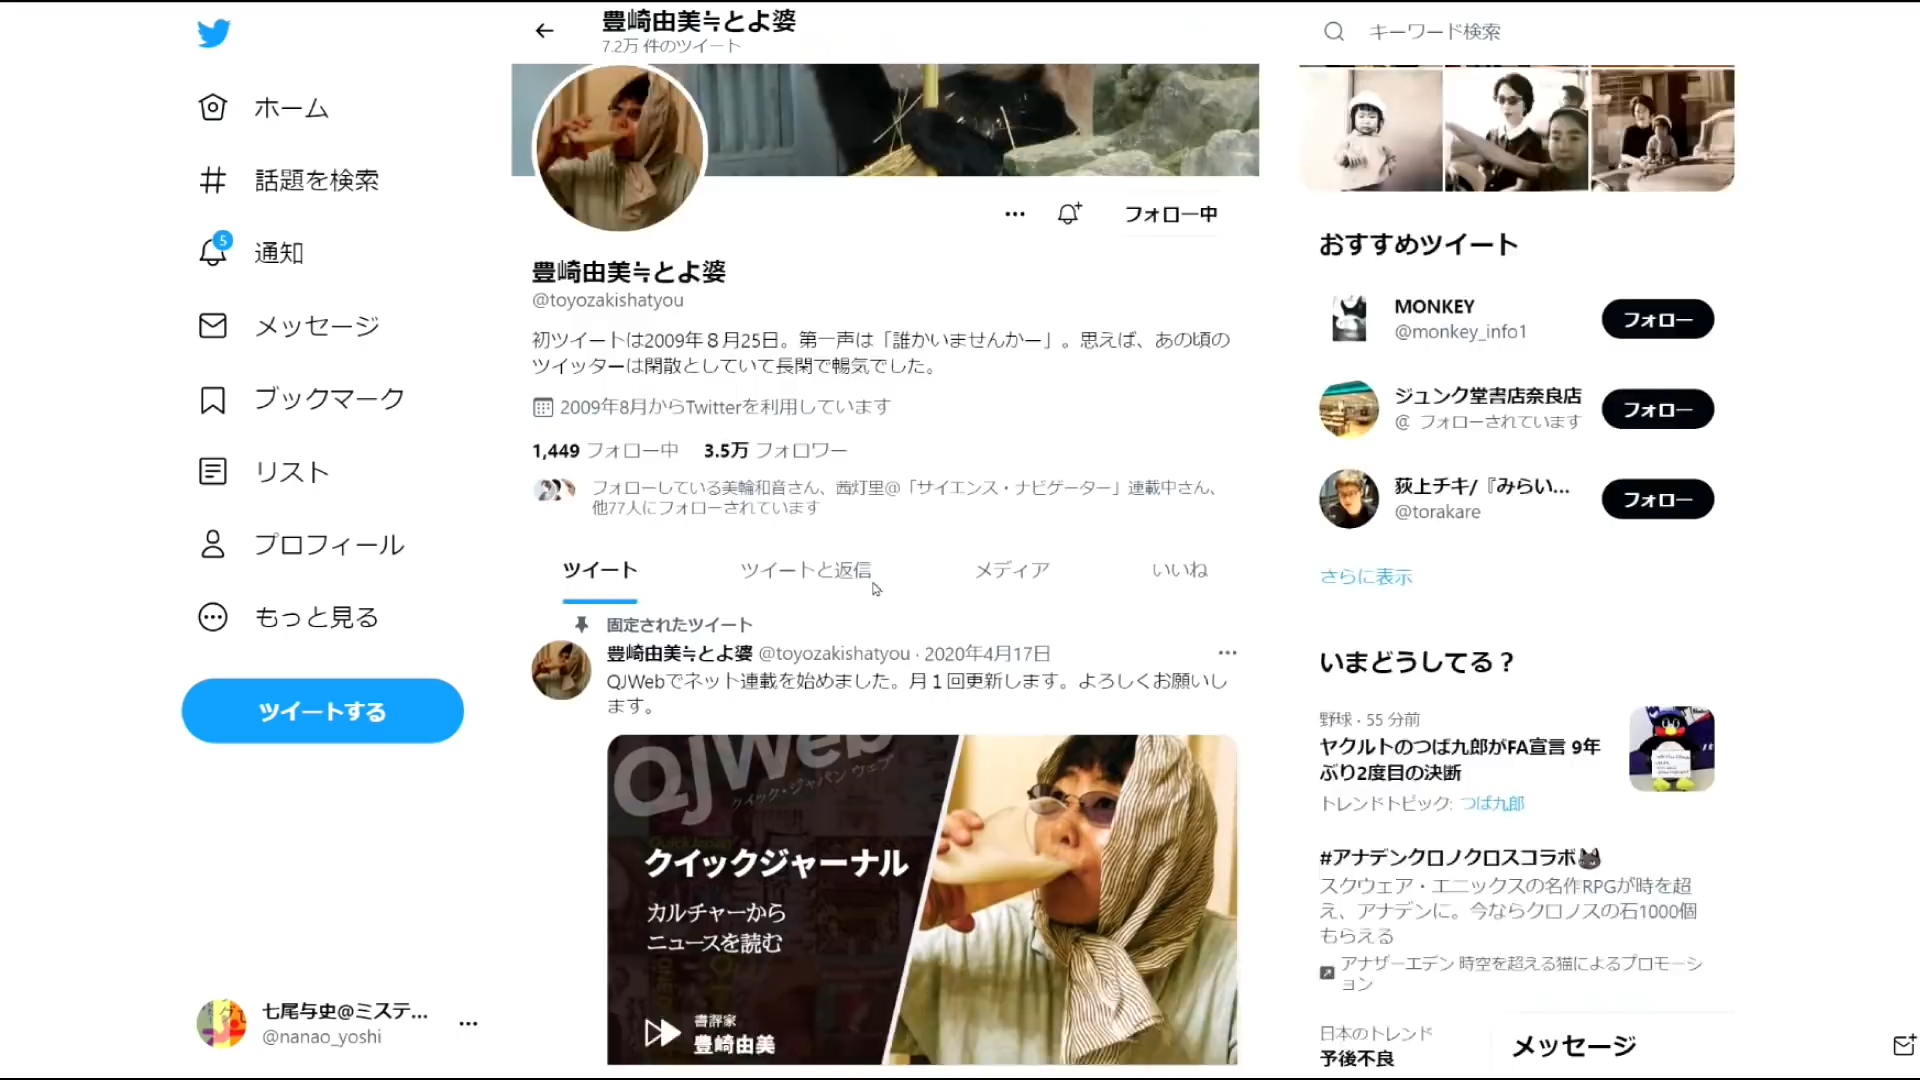 ホーム
話題を検索
5
通知
メッセージ
ブックマーク
リスト
プロフィール
もっと見る
ツイートする
七尾与史@ミステ...
@nanao_yoshi
豊崎由美≒とよ婆
7.2万 件のツイート
フォロー中
豊崎由美≒とよ婆
@toyozakishatyou
初ツイートは2009年８月25日。第一声は「誰かいませんかー」。思えば、あの頃の
ツイッターは閑散としていて長閑で暢気でした。
2009年8月からTwitterを利用しています
1,449 フォロー中 3.5万 フォロワー
フォローしている美輪和音さん、茜灯里@「サイエンス・ナビゲーター」連載中さん、
他77人にフォローされています
ツイート ツイートと返信 メディア いいね
固定されたツイート
豊崎由美≒とよ婆 @toyozakishatyou · 2020年4月17日
QJWebでネット連載を始めました。月１回更新します。よろしくお願いし
ます。
QJWeb
クイック・ジャパン ウェブ
クイックジャーナル
カルチャーから
ニュースを読む
書評家
豊崎由美
キーワード検索
おすすめツイート
MONKEY
@monkey_info1
フォロー
ジュンク堂書店奈良店
@ フォローされています
フォロー
荻上チキ/『みらい...
@torakare
フォロー
さらに表示
いまどうしてる？
野球 · 55 分前
ヤクルトのつば九郎がFA宣言 9年
ぶり2度目の決断
トレンドトピック: つば九郎
#アナデンクロノクロスコラボ
スクウェア・エニックスの名作RPGが時を超
え、アナデンに。今ならクロノスの石1000個
もらえる
アナザーエデン 時空を超える猫によるプロモーシ
ョン
日本のトレンド
予後不良
メッセージ